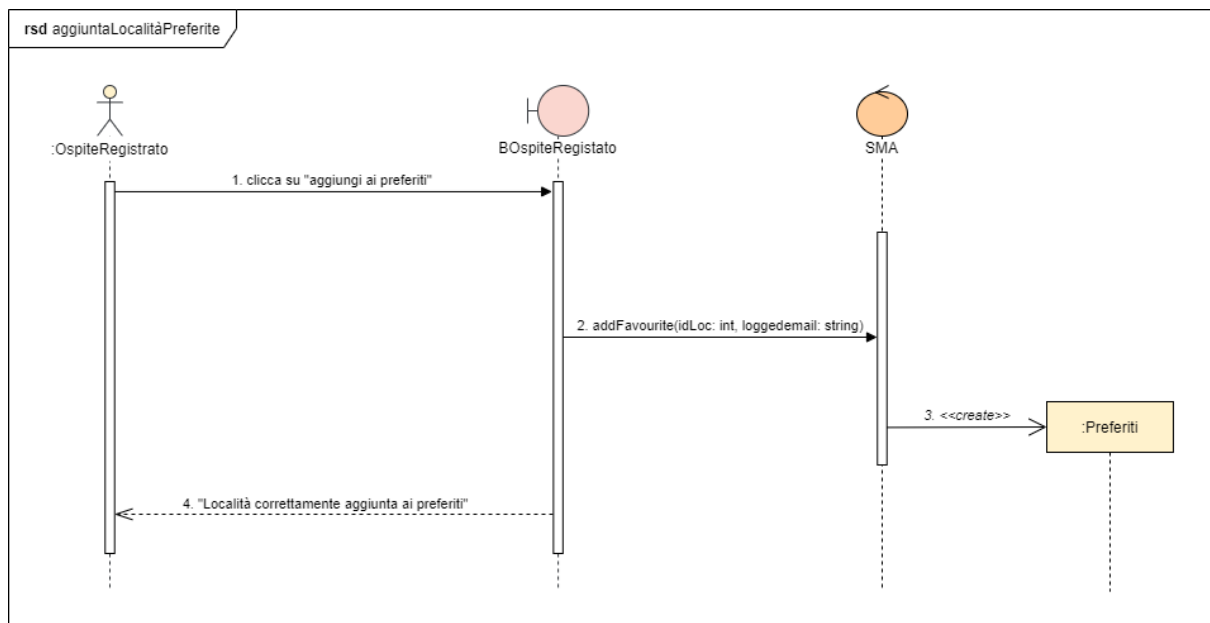 rsd aggiuntaLocalitàPreferite
:OspiteRegistrato
BOspiteRegistato
SMA
1. clicca su "aggiungi ai preferiti"
2. addFavourite(idLoc: int, loggedemail: string)
3. <<create>>
:Preferiti
4. "Località correttamente aggiunta ai preferiti"